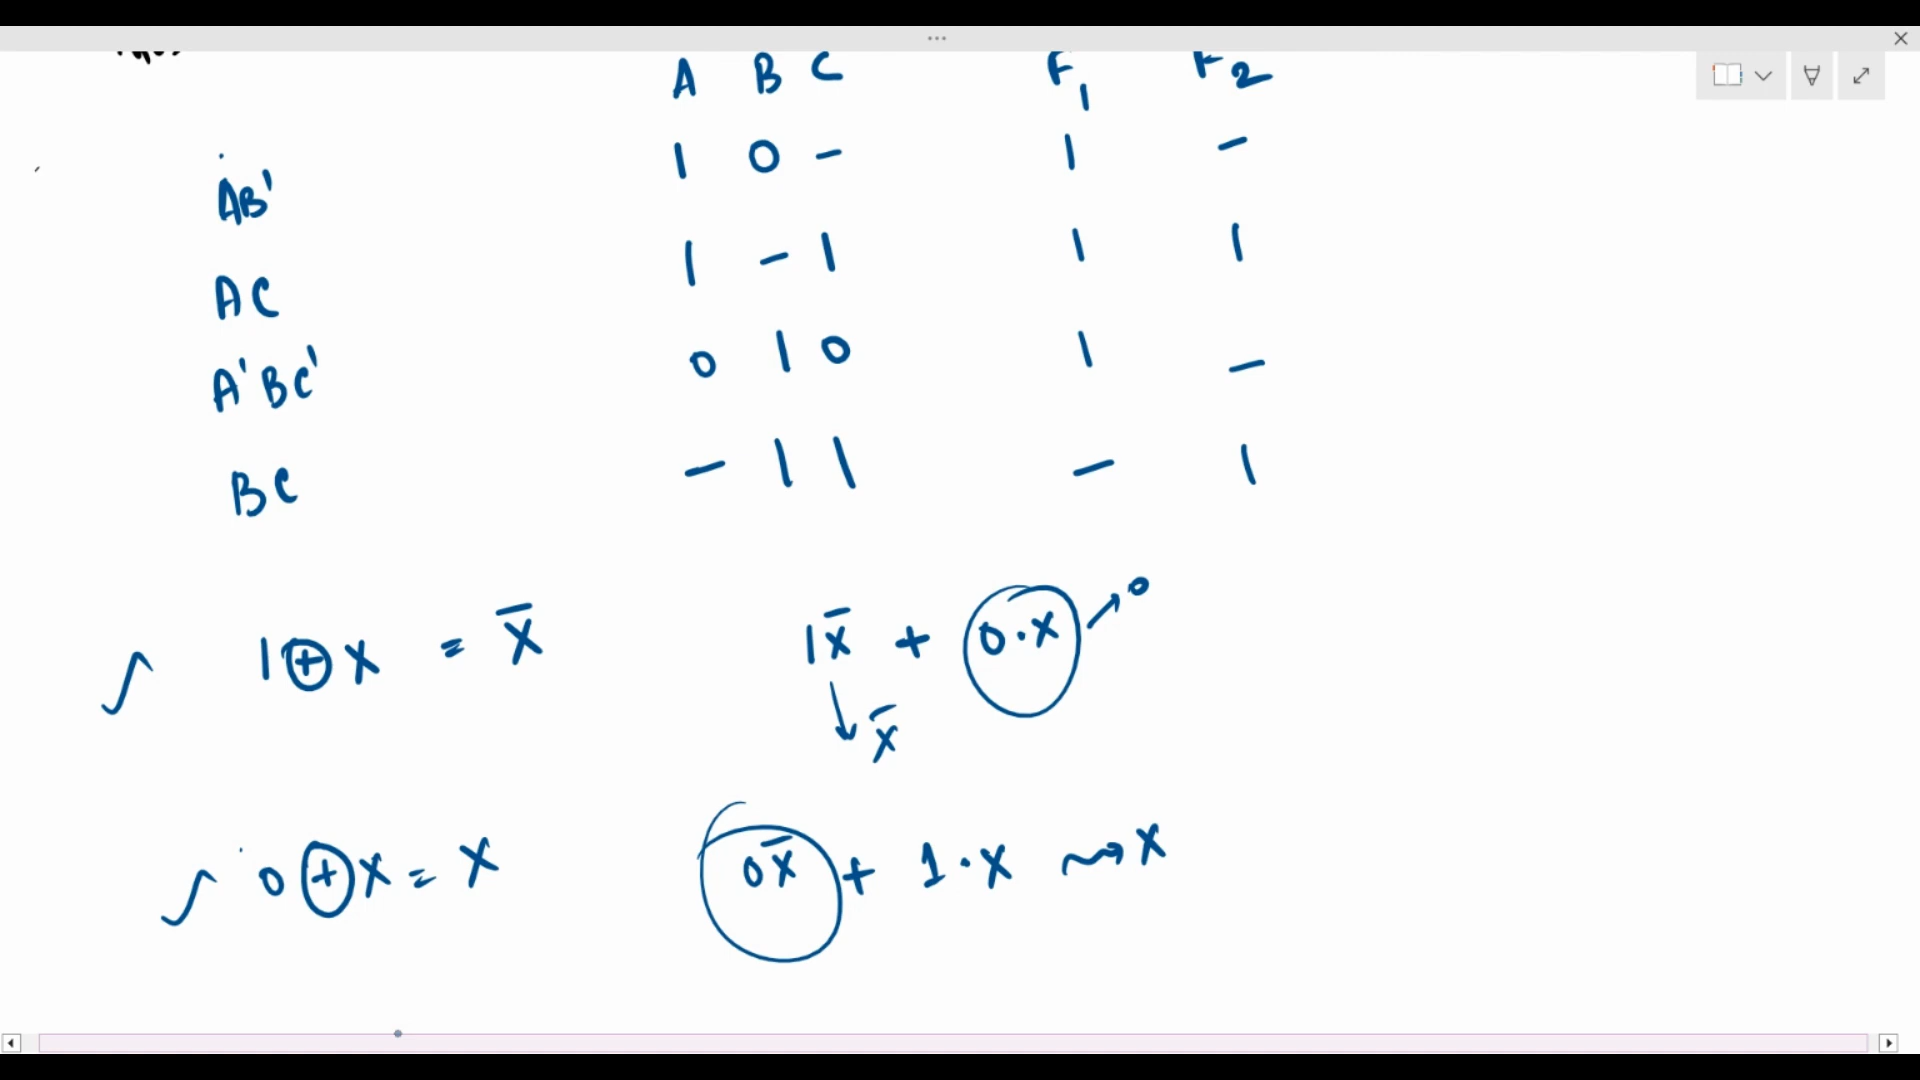 A B C F₁ F₂
AB' 1 0 - 1 -
AC 1 - 1 1 1
A'BC' 0 1 0 1 -
BC - 1 1 - 1
1 ⊕ X = X̅ 1X̅ + 0·X → 0
↓ X̅
0 ⊕ X = X 0X̅ + 1·X ⇝ X